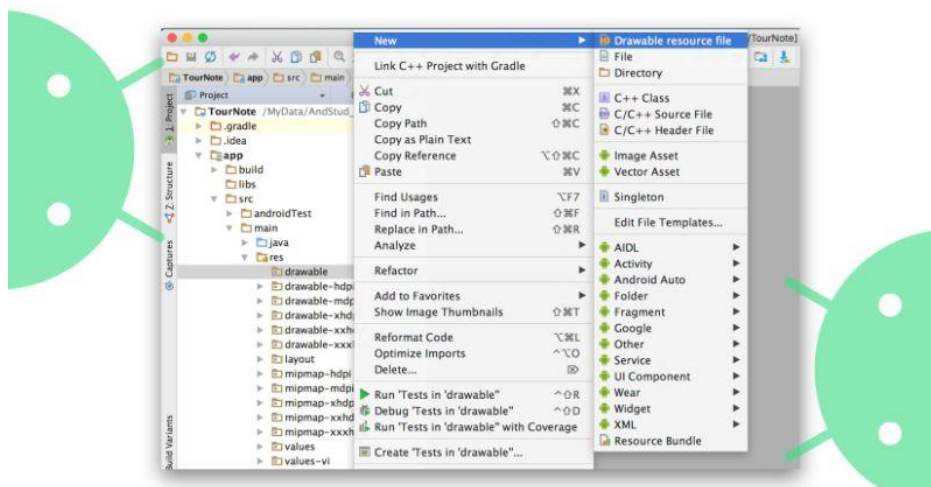 /TourNote]
TourNote
app
src
main
Project
TourNote /MyData/AndStud
.gradle
.idea
app
build
libs
src
androidTest
main
java
res
drawable
drawable-hdpi
drawable-mdpi
drawable-xhdp
drawable-xxhd
drawable-xxx
layout
mipmap-hdpi
mipmap-mdpi
mipmap-xhdp
mipmap-xxhd
mipmap-xxxh
values
values-vi
1: Project
Z: Structure
Captures
Build Variants
New
Link C++ Project with Gradle
Cut ⌘X
Copy ⌘C
Copy Path ⇧⌘C
Copy as Plain Text
Copy Reference ⌥⇧⌘C
Paste ⌘V
Find Usages ⌥F7
Find in Path... ⇧⌘F
Replace in Path... ⇧⌘R
Analyze
Refactor
Add to Favorites
Show Image Thumbnails ⇧⌘T
Reformat Code ⌥⌘L
Optimize Imports ^⌥O
Delete... ⌦
Run 'Tests in 'drawable'' ^⇧R
Debug 'Tests in 'drawable'' ^⇧D
Run 'Tests in 'drawable'' with Coverage
Create 'Tests in 'drawable''...
Drawable resource file
File
Directory
C++ Class
C/C++ Source File
C/C++ Header File
Image Asset
Vector Asset
Singleton
Edit File Templates...
AIDL
Activity
Android Auto
Folder
Fragment
Google
Other
Service
UI Component
Wear
Widget
XML
Resource Bundle